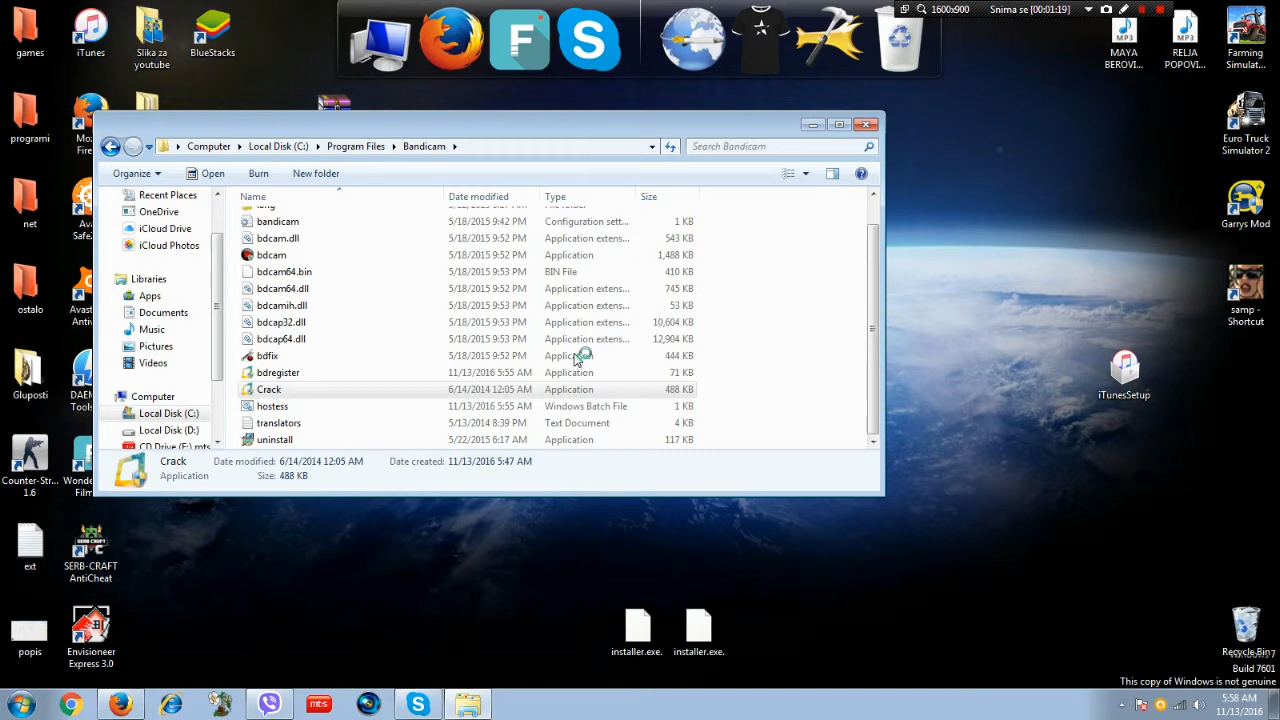 1600x900
Snima se [00:01:19]
games
iTunes
Slika za
youtube
BlueStacks
MAYA
BEROVI...
RELJA
POPOVI...
Farming
Simulat...
programi
Moz
Fire
Computer
Local Disk (C:)
Program Files
Bandicam
Search Bandicam
Euro Truck
Simulator 2
Organize
Open
Burn
New folder
Name
Date modified
Type
Size
Recent Places
OneDrive
iCloud Drive
iCloud Photos
Libraries
Apps
Documents
Music
Pictures
Videos
Computer
Local Disk (C:)
Local Disk (D:)
CD Drive (F:) mts
bandicam 5/18/2015 9:42 PM Configuration sett... 1 KB
bdcam.dll 5/18/2015 9:52 PM Application extens... 543 KB
bdcam 5/18/2015 9:52 PM Application 1,488 KB
bdcam64.bin 5/18/2015 9:53 PM BIN File 410 KB
bdcam64.dll 5/18/2015 9:52 PM Application extens... 745 KB
bdcamih.dll 5/18/2015 9:53 PM Application extens... 53 KB
bdcap32.dll 5/18/2015 9:53 PM Application extens... 10,604 KB
bdcap64.dll 5/18/2015 9:53 PM Application extens... 12,904 KB
bdfix 5/18/2015 9:52 PM 444 KB
bdregister 11/13/2016 5:55 AM Application 71 KB
Crack 6/14/2014 12:05 AM Application 488 KB
hostess 11/13/2016 5:55 AM Windows Batch File 1 KB
translators 5/13/2014 8:39 PM Text Document 4 KB
uninstall 5/22/2015 6:17 AM Application 117 KB
Crack Date modified: 6/14/2014 12:05 AM Date created: 11/13/2016 5:47 AM
Application Size: 488 KB
net
Avas
SafeZ
Garrys Mod
ostalo
Avast
Antiv
samp -
Shortcut
Gluposti
DAEM
Tools
iTunesSetup
Counter-Str...
1.6
Wond
Film
ext
SERB-CRAFT
AntiCheat
popis
Envisioneer
Express 3.0
installer.exe.
installer.exe.
Recycle Bin
Build 7601
This copy of Windows is not genuine
mt:s
5:58 AM
11/13/2016